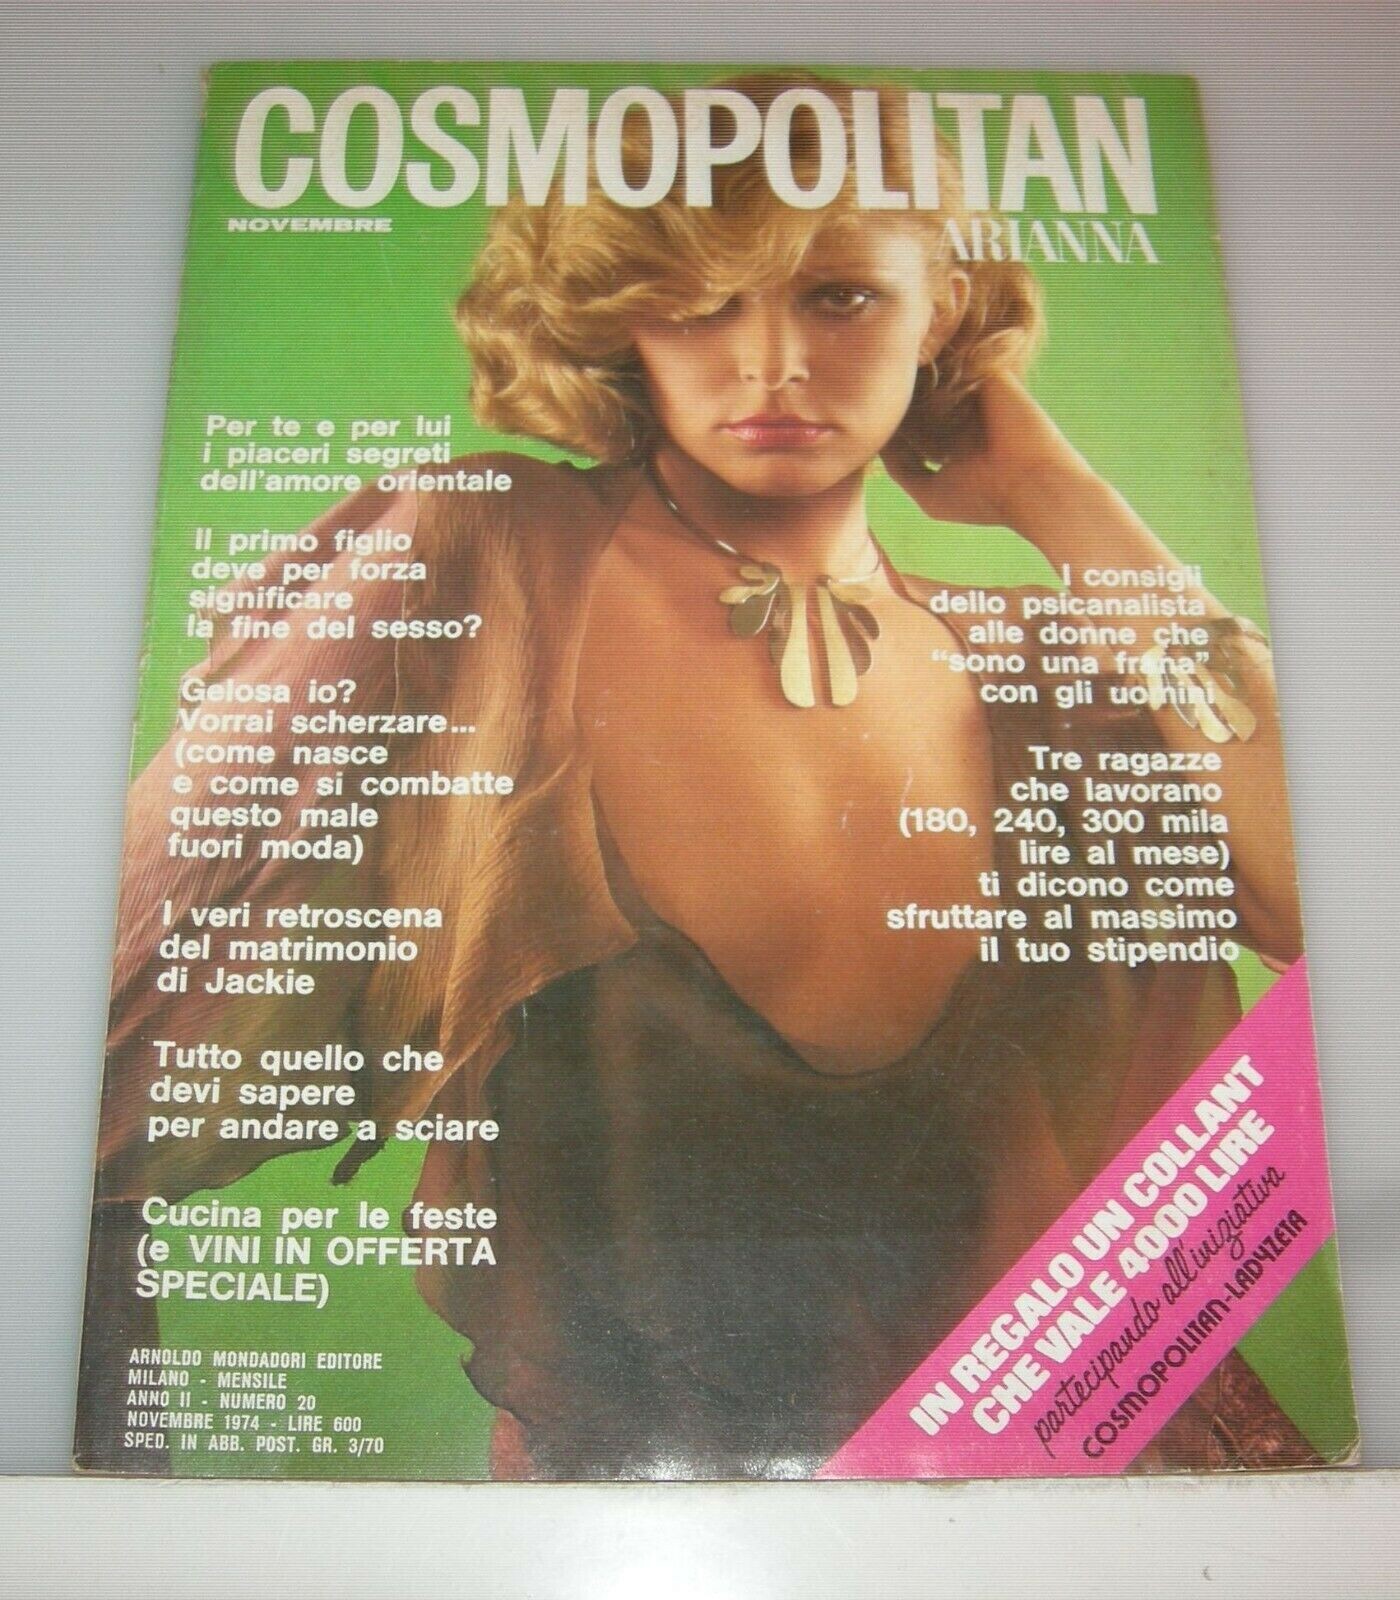 COSMOPOLITAN
NOVEMBRE
ARIANNA
Per te e per lui
i piaceri segreti
dell'amore orientale
Il primo figlio
deve per forza
significare
la fine del sesso?
Gelosa io?
Vorrai scherzare...
(come nasce
e come si combatte
questo male
fuori moda)
I veri retroscena
del matrimonio
di Jackie
Tutto quello che
devi sapere
per andare a sciare
Cucina per le feste
(e VINI IN OFFERTA
SPECIALE)
I consigli
dello psicanalista
alle donne che
"sono una frana"
con gli uomini
Tre ragazze
che lavorano
(180, 240, 300 mila
lire al mese)
ti dicono come
sfruttare al massimo
il tuo stipendio
IN REGALO UN COLLANT
CHE VALE 4000 LIRE
partecipando all'iniziativa
COSMOPOLITAN-LADYZETA
ARNOLDO MONDADORI EDITORE
MILANO - MENSILE
ANNO II - NUMERO 20
NOVEMBRE 1974 - LIRE 600
SPED. IN ABB. POST. GR. 3/70